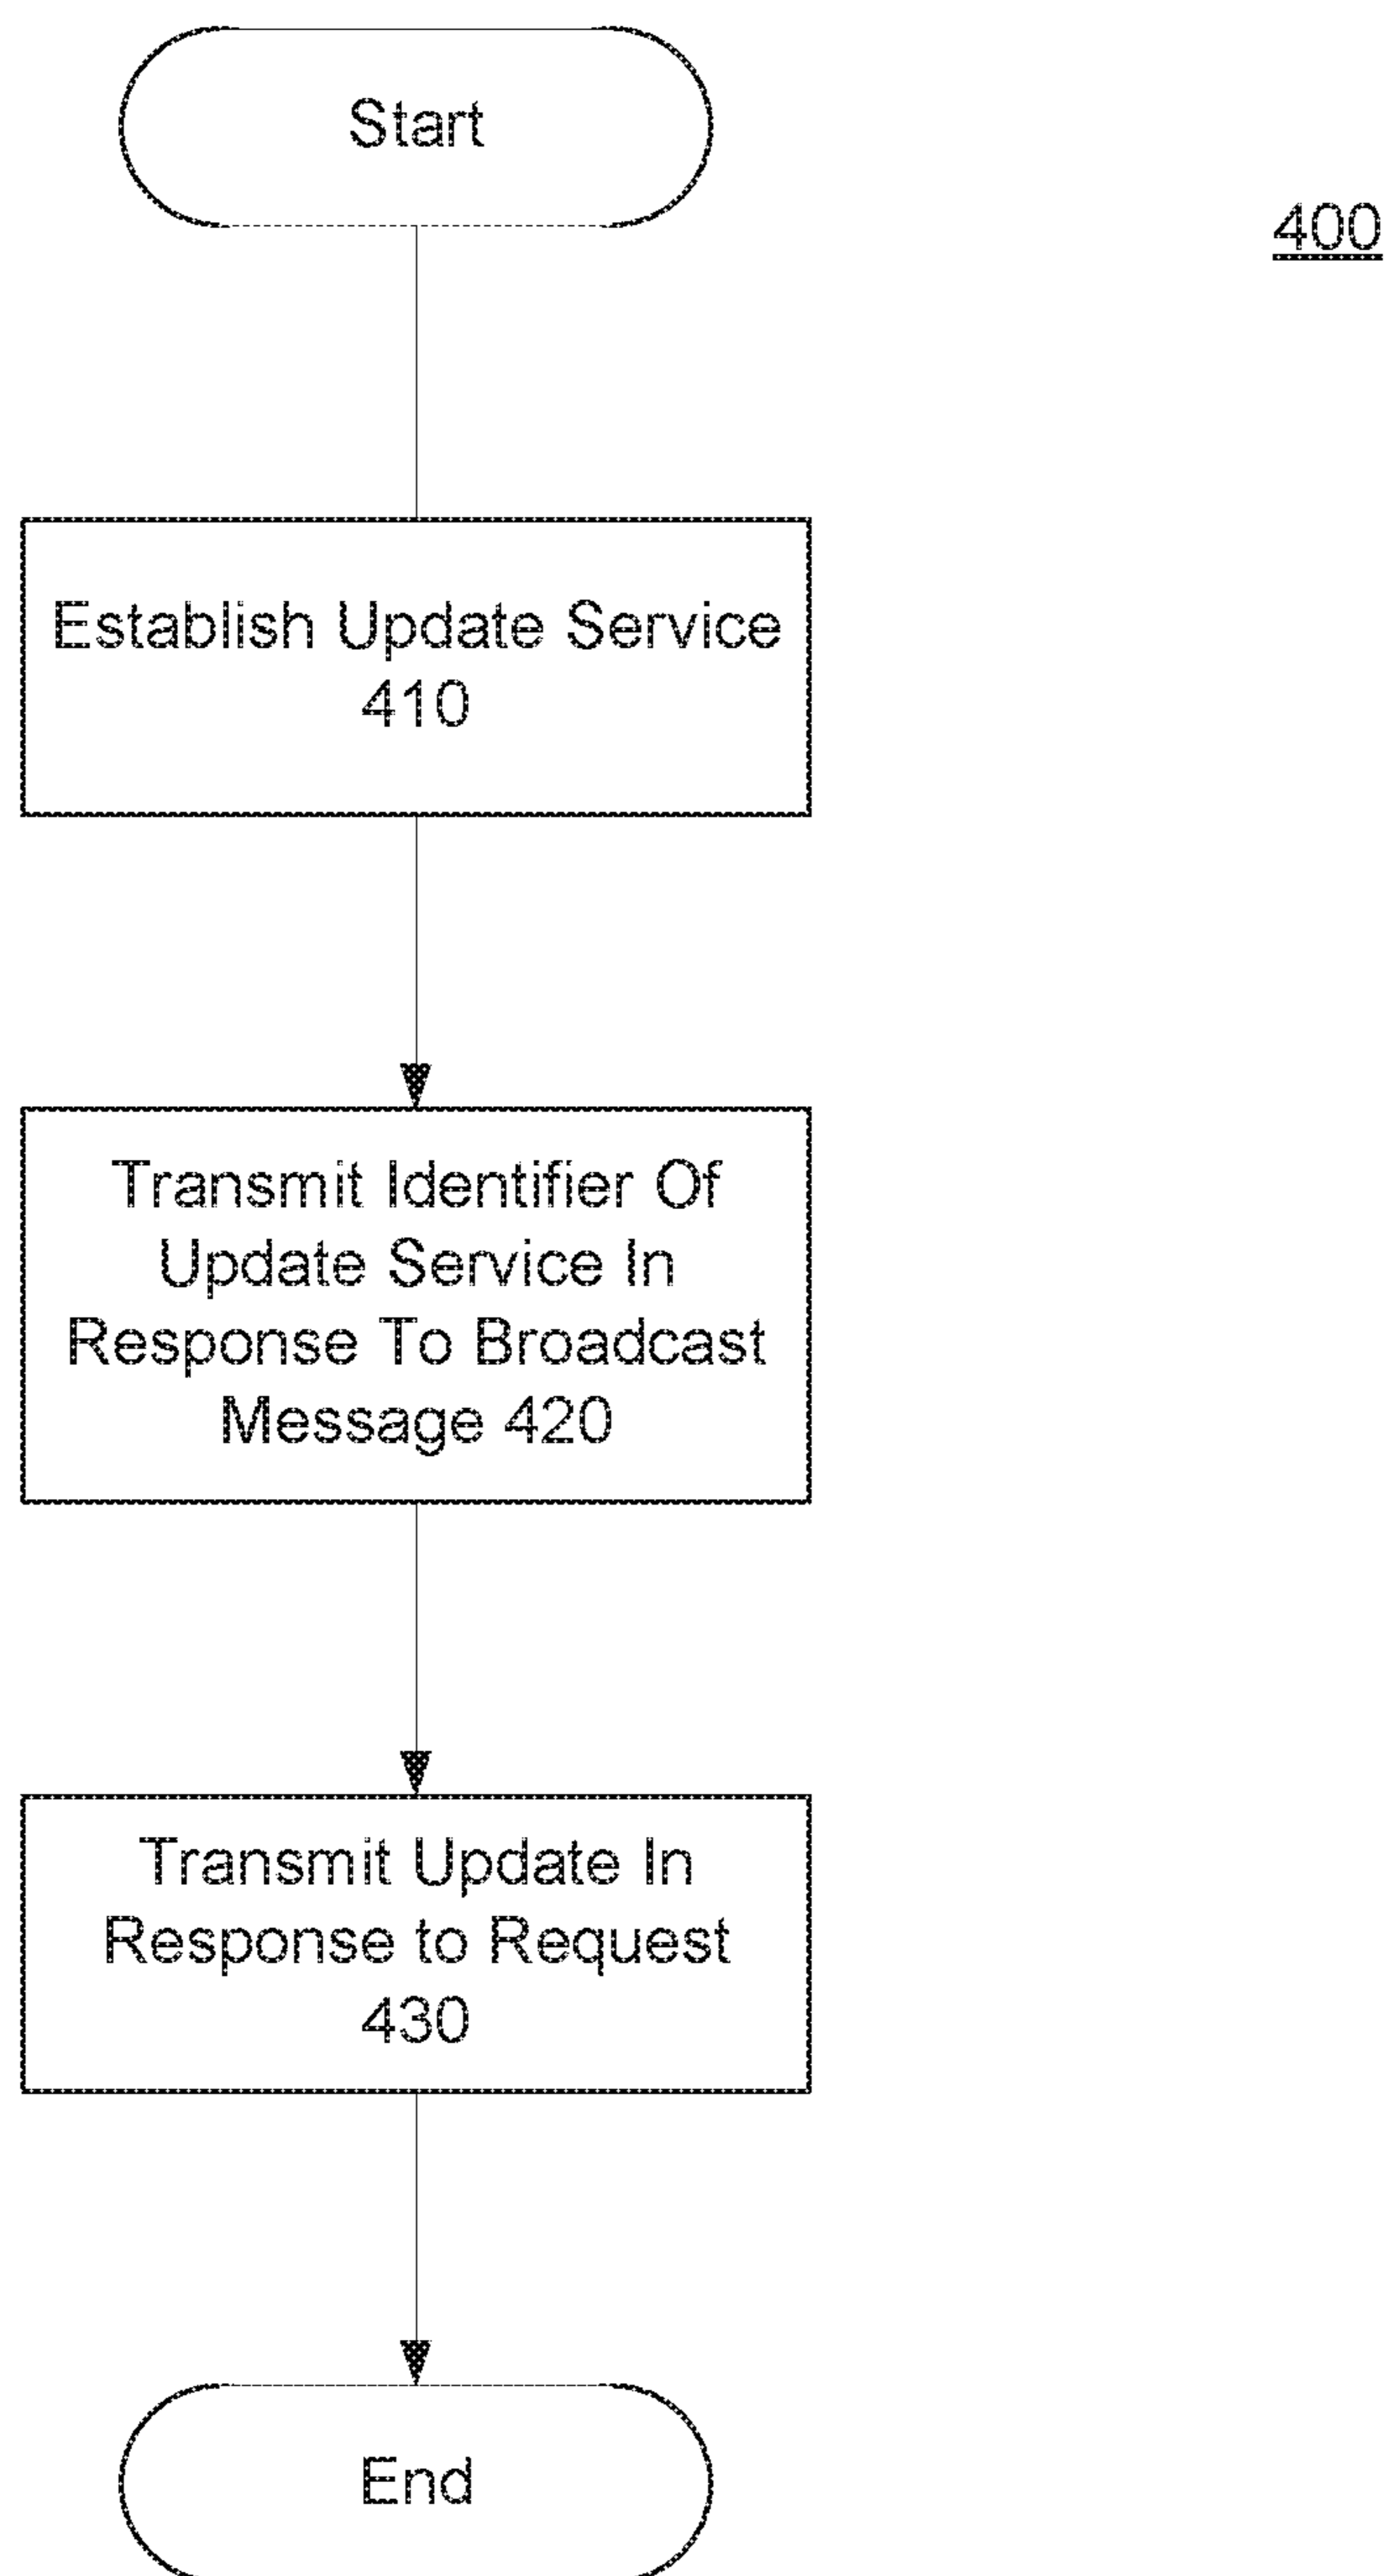 Start
400
Establish Update Service
410
Transmit Identifier Of
Update Service In
Response To Broadcast
Message 420
Transmit Update In
Response to Request
430
End